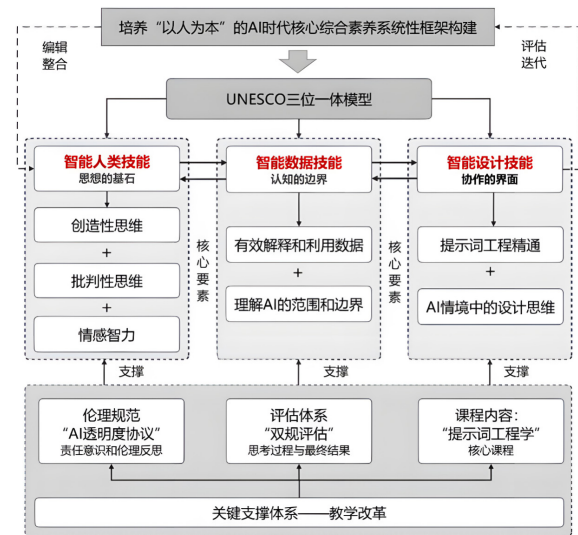 培养“以人为本”的AI时代核心综合素养系统性框架构建
编辑
整合
评估
迭代
UNESCO三位一体模型
智能人类技能
思想的基石
智能数据技能
认知的边界
智能设计技能
协作的界面
创造性思维
+
批判性思维
+
情感智力
核心要素
有效解释和利用数据
+
理解AI的范围和边界
核心要素
提示词工程精通
+
AI情境中的设计思维
支撑
支撑
支撑
伦理规范
“AI透明度协议”
责任意识和伦理反思
评估体系
“双规评估”
思考过程与最终结果
课程内容：
“提示词工程学”
核心课程
关键支撑体系——教学改革